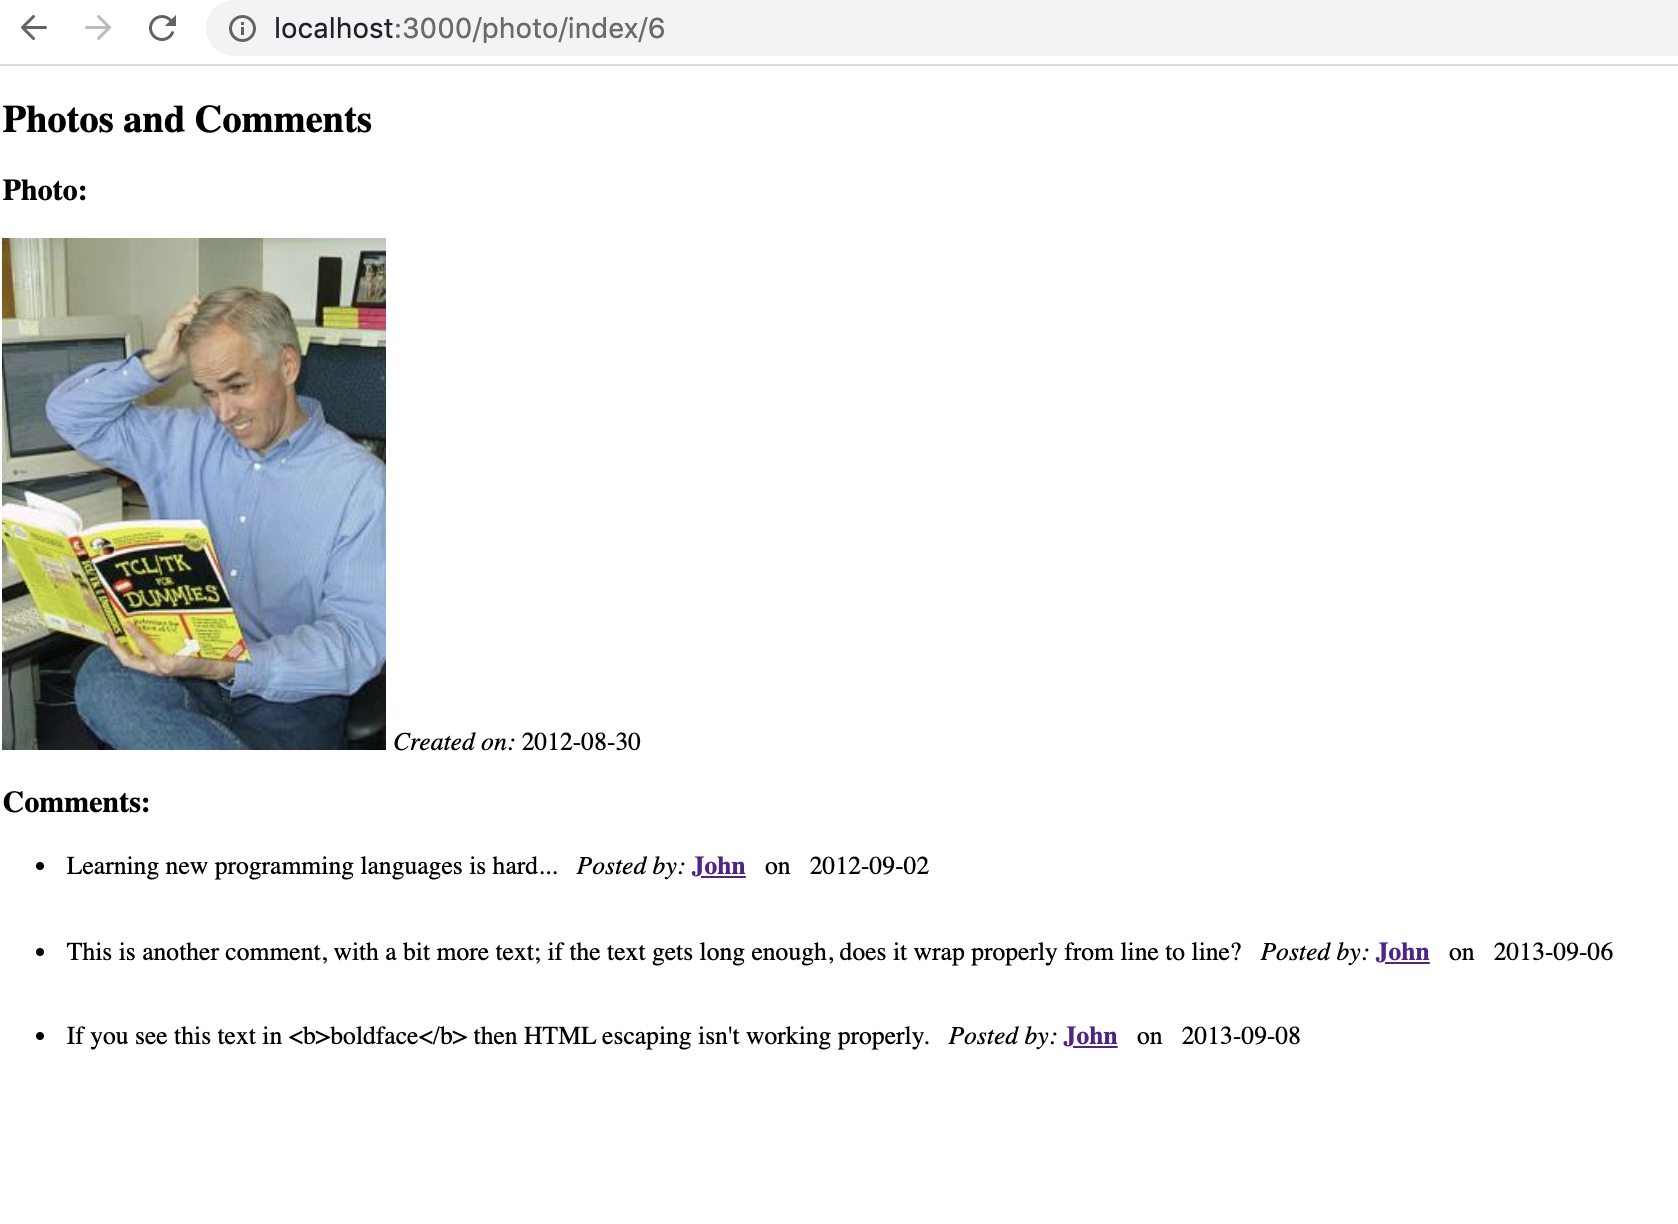 localhost:3000/photo/index/6
Photos and Comments
Photo:
TCL/TK
FOR
DUMMIES
Created on: 2012-08-30
Comments:
• Learning new programming languages is hard... Posted by: John on 2012-09-02
• This is another comment, with a bit more text; if the text gets long enough, does it wrap properly from line to line? Posted by: John on 2013-09-06
• If you see this text in <b>boldface</b> then HTML escaping isn't working properly. Posted by: John on 2013-09-08